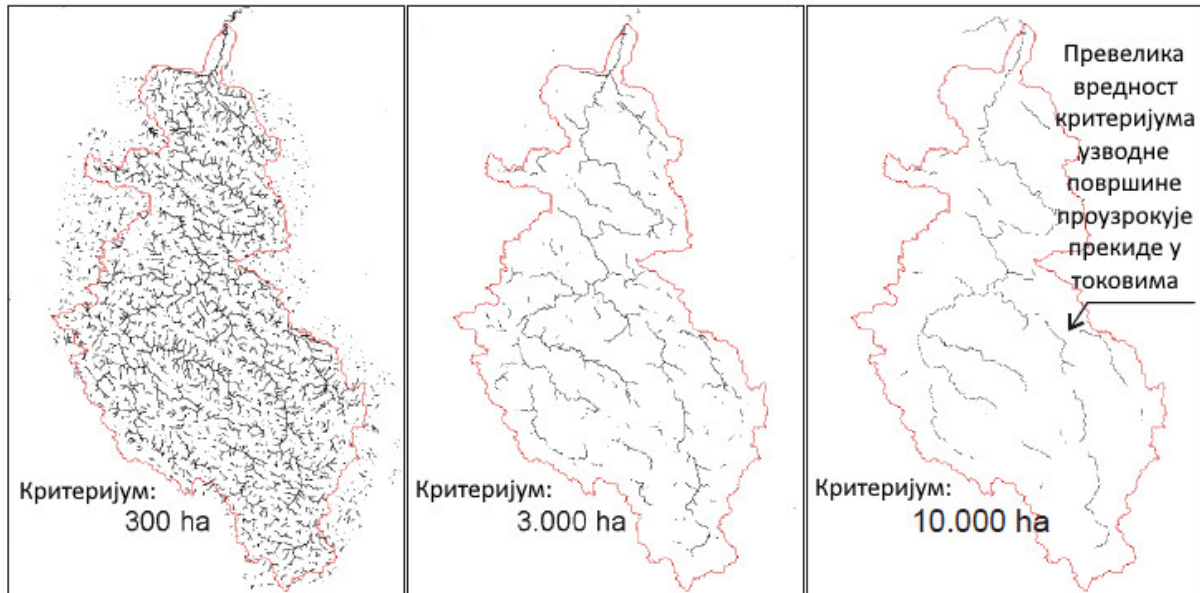 Критеријум:
300 ha
Критеријум:
3.000 ha
Превелика
вредност
критеријума
узводне
површине
проузрокује
прекиде у
токовима
Критеријум:
10.000 ha